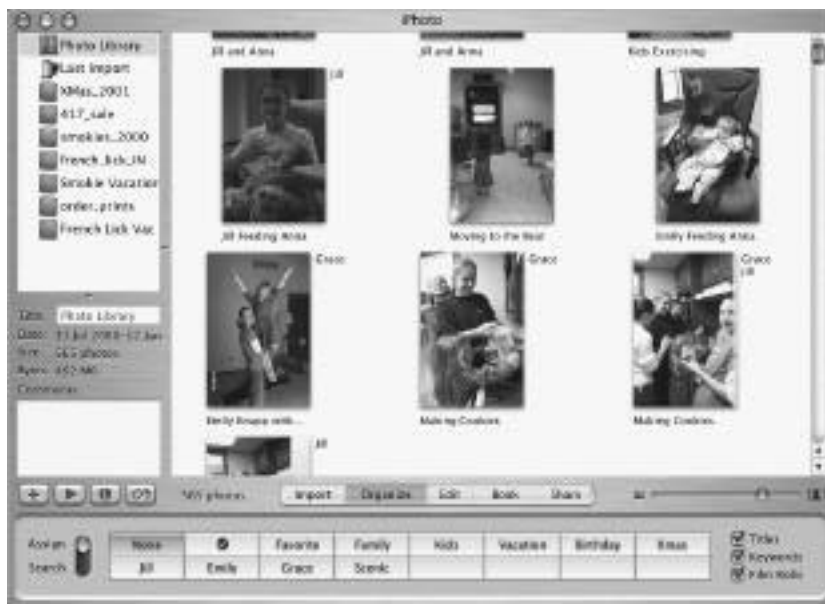 iPhoto
Photo Library
Last Import
XMas_2001
417_sale
smokies_2000
french_lick_IN
Smokie Vacation
order_prints
French Lick Vac
Jill and Anna
Jill and Anna
Kids Exercising
Jill
Jill Feeding Anna
Moving to the Beat
Emily Feeding Anna
Grace
Grace
Grace
Jill
Emily Knapp with...
Making Cookies
Making Cookies
Jill
Title: Photo Library
Date:
Size: 565 photos
Bytes:
Comments:
565 photos
Import
Organize
Edit
Book
Share
Assign
Search
None
Favorite
Family
Kids
Vacation
Birthday
Xmas
Jill
Emily
Grace
Scenic
Titles
Keywords
Film Rolls